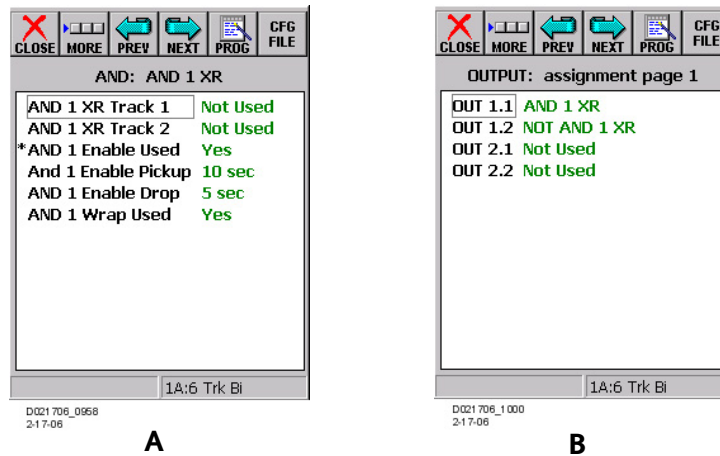 CLOSE MORE PREV NEXT PROG CFG FILE
AND: AND 1 XR
AND 1 XR Track 1 Not Used
AND 1 XR Track 2 Not Used
*AND 1 Enable Used Yes
And 1 Enable Pickup 10 sec
AND 1 Enable Drop 5 sec
AND 1 Wrap Used Yes
1A:6 Trk Bi
D021706_0958
2-17-06
A
CLOSE MORE PREV NEXT PROG CFG FILE
OUTPUT: assignment page 1
OUT 1.1 AND 1 XR
OUT 1.2 NOT AND 1 XR
OUT 2.1 Not Used
OUT 2.2 Not Used
1A:6 Trk Bi
D021706_1000
2-17-06
B